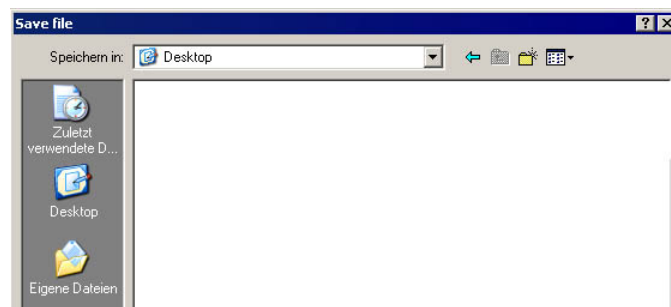 Save file
Speichern in:
Desktop
Zuletzt
verwendete D...
Desktop
Eigene Dateien